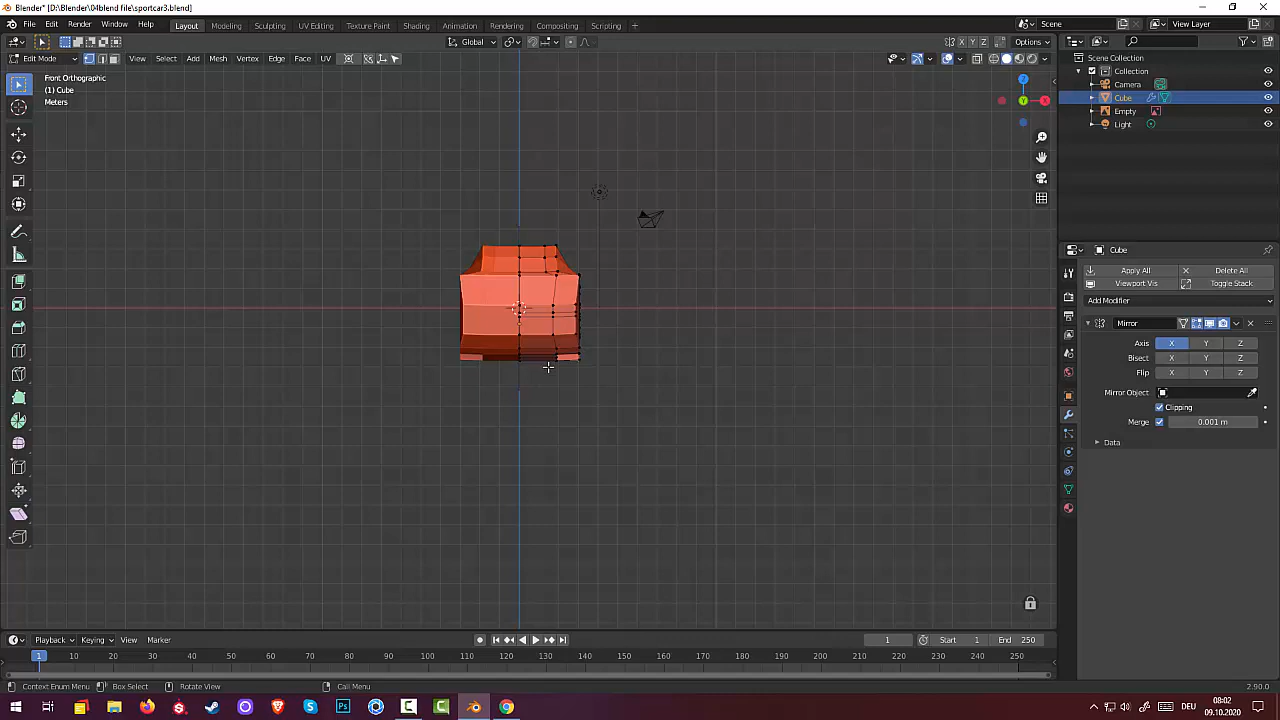 Blender* [D:\Blender\04blend file\sportcar3.blend]
File Edit Render Window Help Layout Modeling Sculpting UV Editing Texture Paint Shading Animation Rendering Compositing Scripting + Scene View Layer
Global X Y Z Options
Edit Mode View Select Add Mesh Vertex Edge Face UV
Front Orthographic
(1) Cube
Meters
Z
Y
X
Scene Collection
Collection
Camera
Cube
Empty
Light
Cube
Apply All Delete All
Viewport Vis Toggle Stack
Add Modifier
Mirror
Axis X Y Z
Bisect X Y Z
Flip X Y Z
Mirror Object
Clipping
Merge 0.001 m
Data
Playback Keying View Marker 1 Start 1 End 250
1 10 20 30 40 50 60 70 80 90 100 110 120 130 140 150 160 170 180 190 200 210 220 230 240 250
Context Enum Menu Box Select Rotate View Call Menu 2.90.0
DEU 08:02
09.10.2020